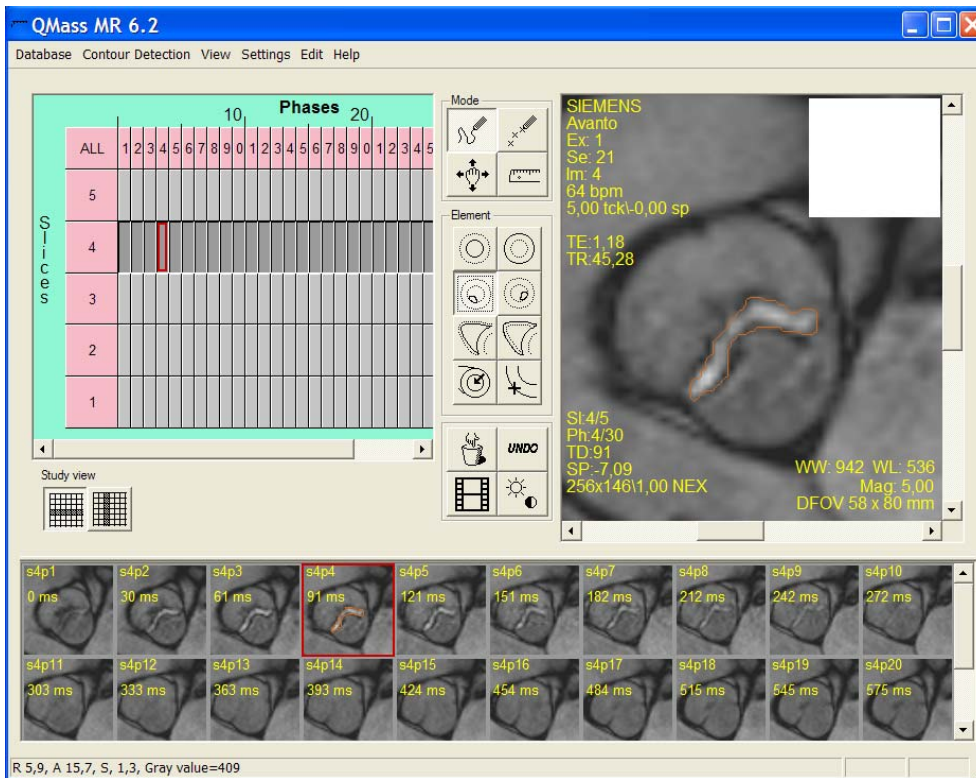 QMass MR 6.2
Database Contour Detection View Settings Edit Help
Phases
10 20
ALL 1 2 3 4 5 6 7 8 9 0 1 2 3 4 5 6 7 8 9 0 1 2 3 4 5
Slices
5
4
3
2
1
Study view
Mode
Element
UNDO
SIEMENS
Avanto
Ex: 1
Se: 21
Im: 4
64 bpm
5,00 tck\-0,00 sp
TE:1,18
TR:45,28
Sl:4/5
Ph:4/30
TD:91
SP:-7,09
256x146\1,00 NEX
WW: 942 WL: 536
Mag: 5,00
DFOV 58 x 80 mm
s4p1 s4p2 s4p3 s4p4 s4p5 s4p6 s4p7 s4p8 s4p9 s4p10
0 ms 30 ms 61 ms 91 ms 121 ms 151 ms 182 ms 212 ms 242 ms 272 ms
s4p11 s4p12 s4p13 s4p14 s4p15 s4p16 s4p17 s4p18 s4p19 s4p20
303 ms 333 ms 363 ms 393 ms 424 ms 454 ms 484 ms 515 ms 545 ms 575 ms
R 5,9, A 15,7, S, 1,3, Gray value=409